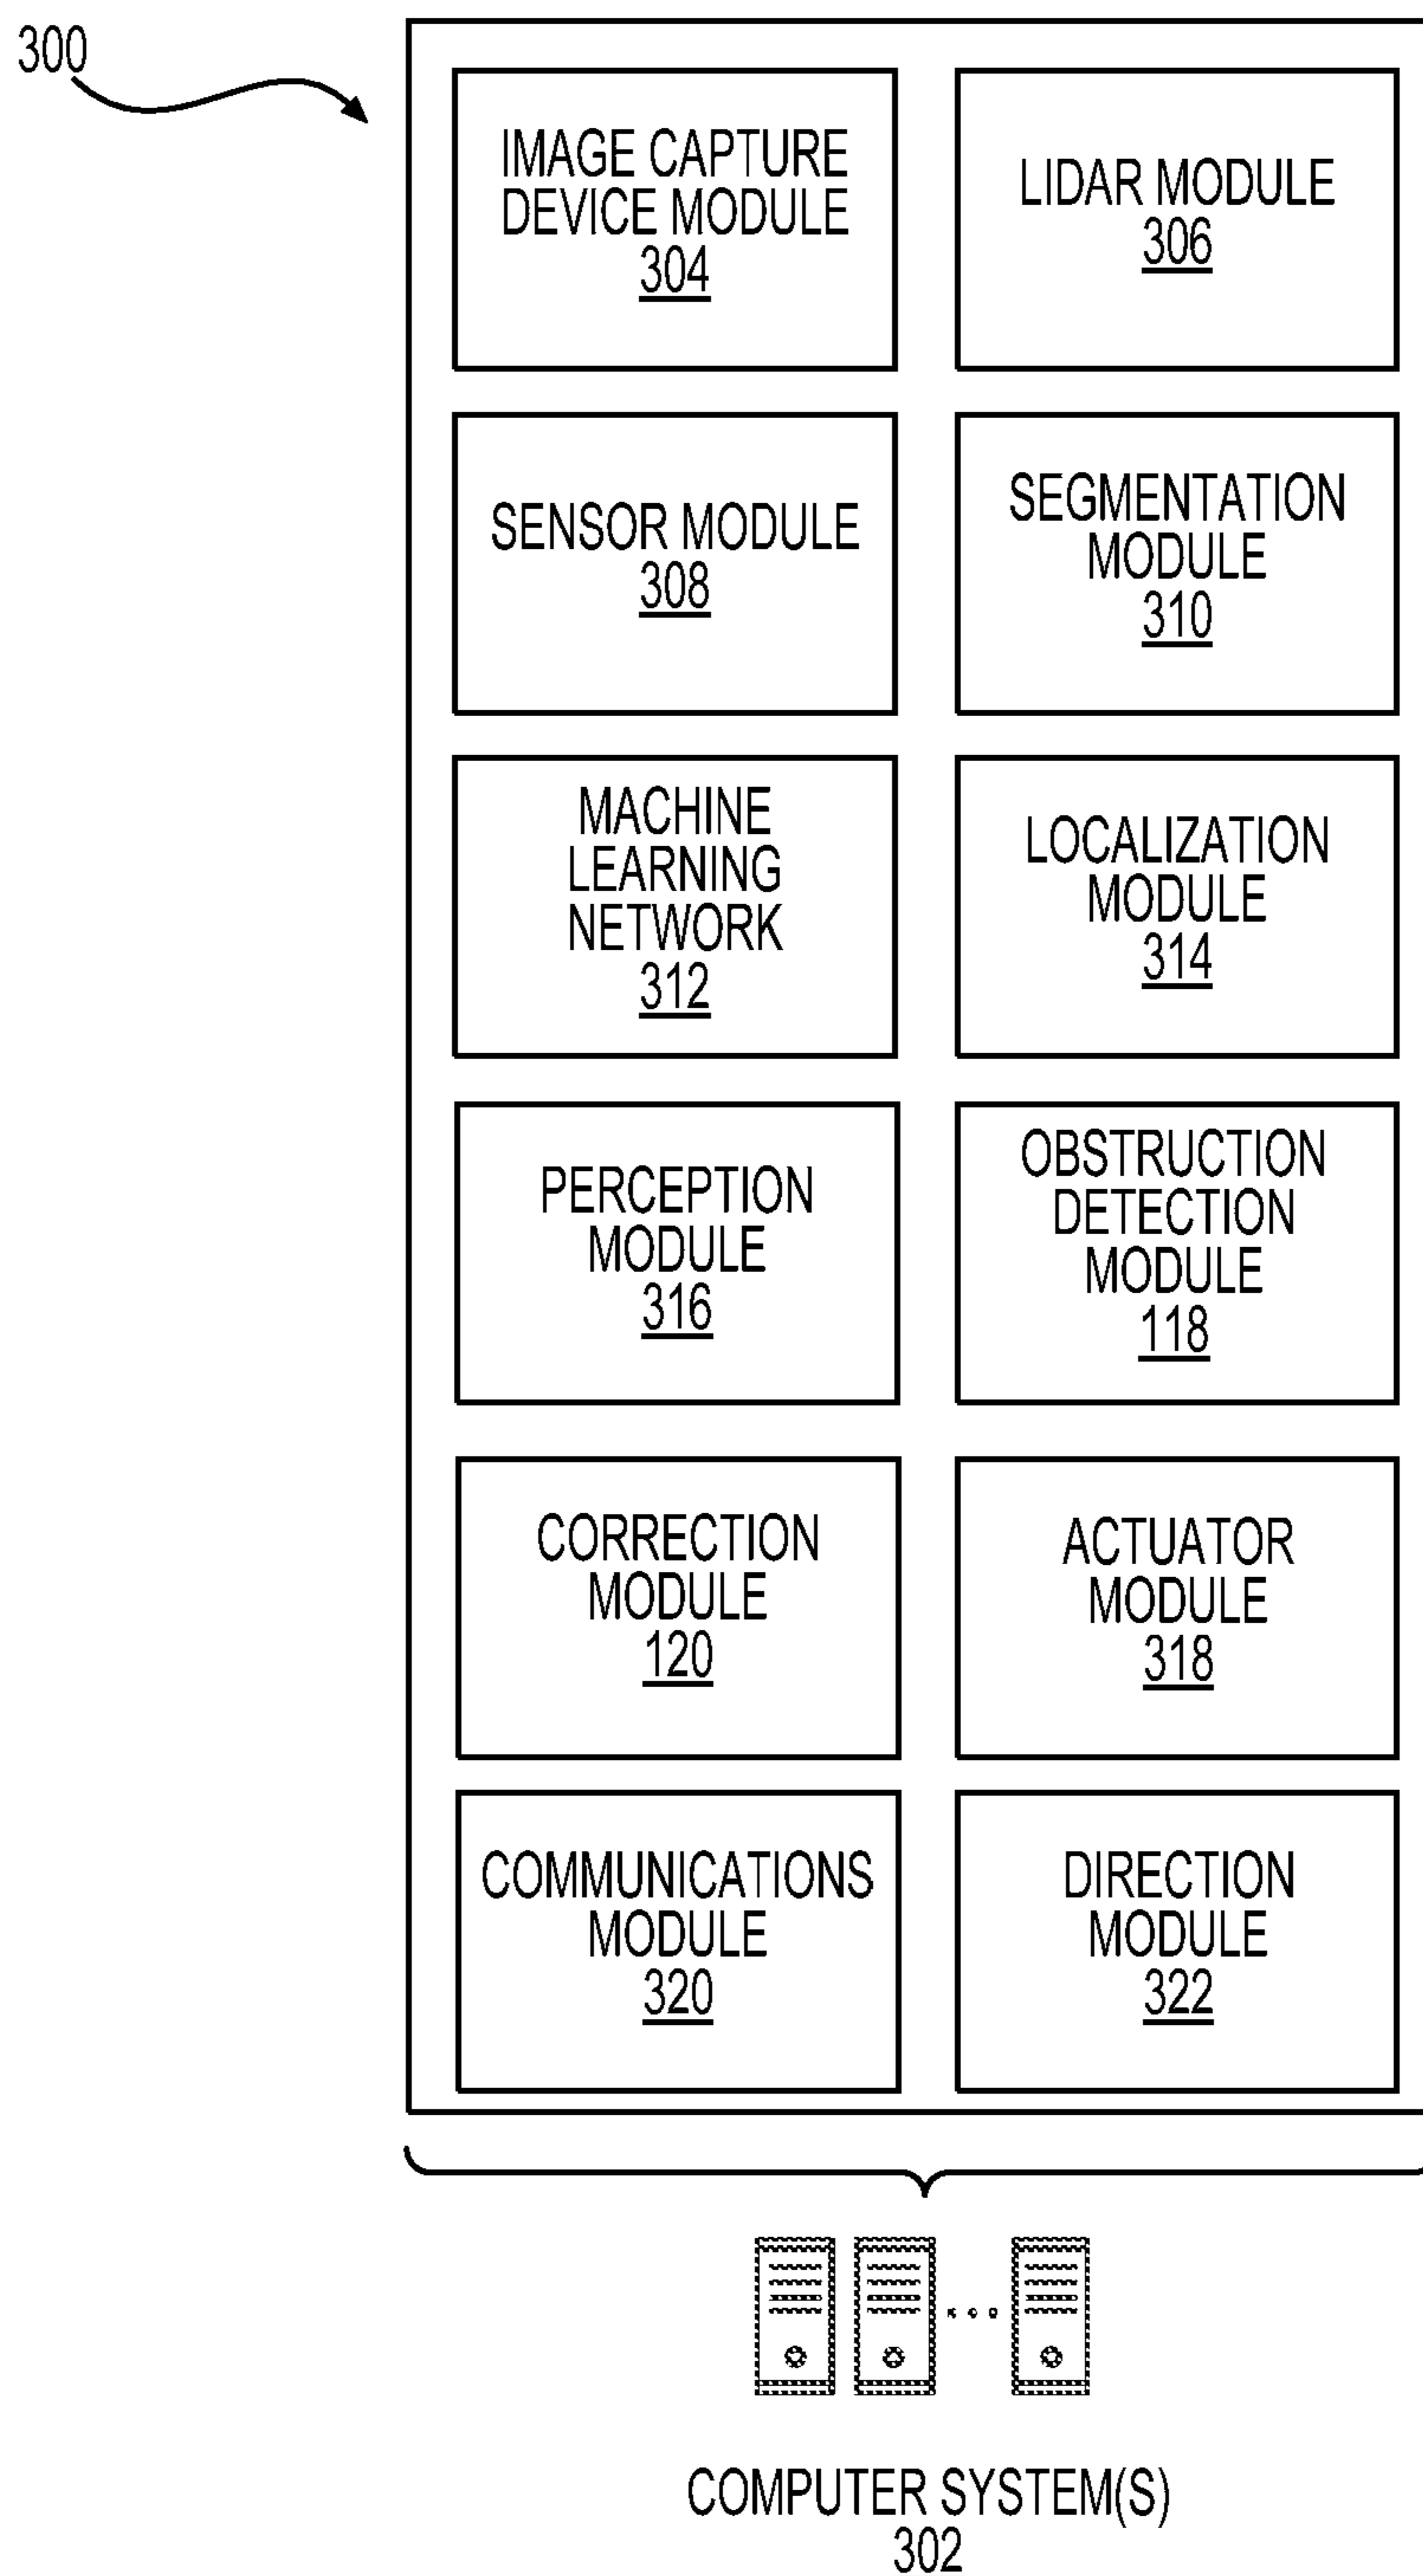 300
IMAGE CAPTURE
DEVICE MODULE
304
LIDAR MODULE
306
SENSOR MODULE
308
SEGMENTATION
MODULE
310
MACHINE
LEARNING
NETWORK
312
LOCALIZATION
MODULE
314
PERCEPTION
MODULE
316
OBSTRUCTION
DETECTION
MODULE
118
CORRECTION
MODULE
120
ACTUATOR
MODULE
318
COMMUNICATIONS
MODULE
320
DIRECTION
MODULE
322
COMPUTER SYSTEM(S)
302